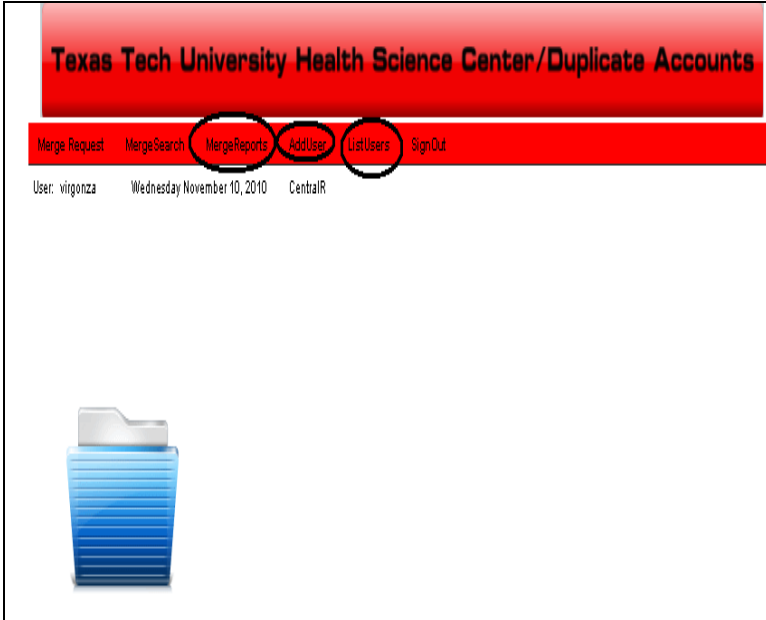 Texas Tech University Health Science Center/Duplicate Accounts
Merge Request MergeSearch MergeReports AddUser ListUsers SignOut
User: virgonza Wednesday November 10, 2010 CentralR